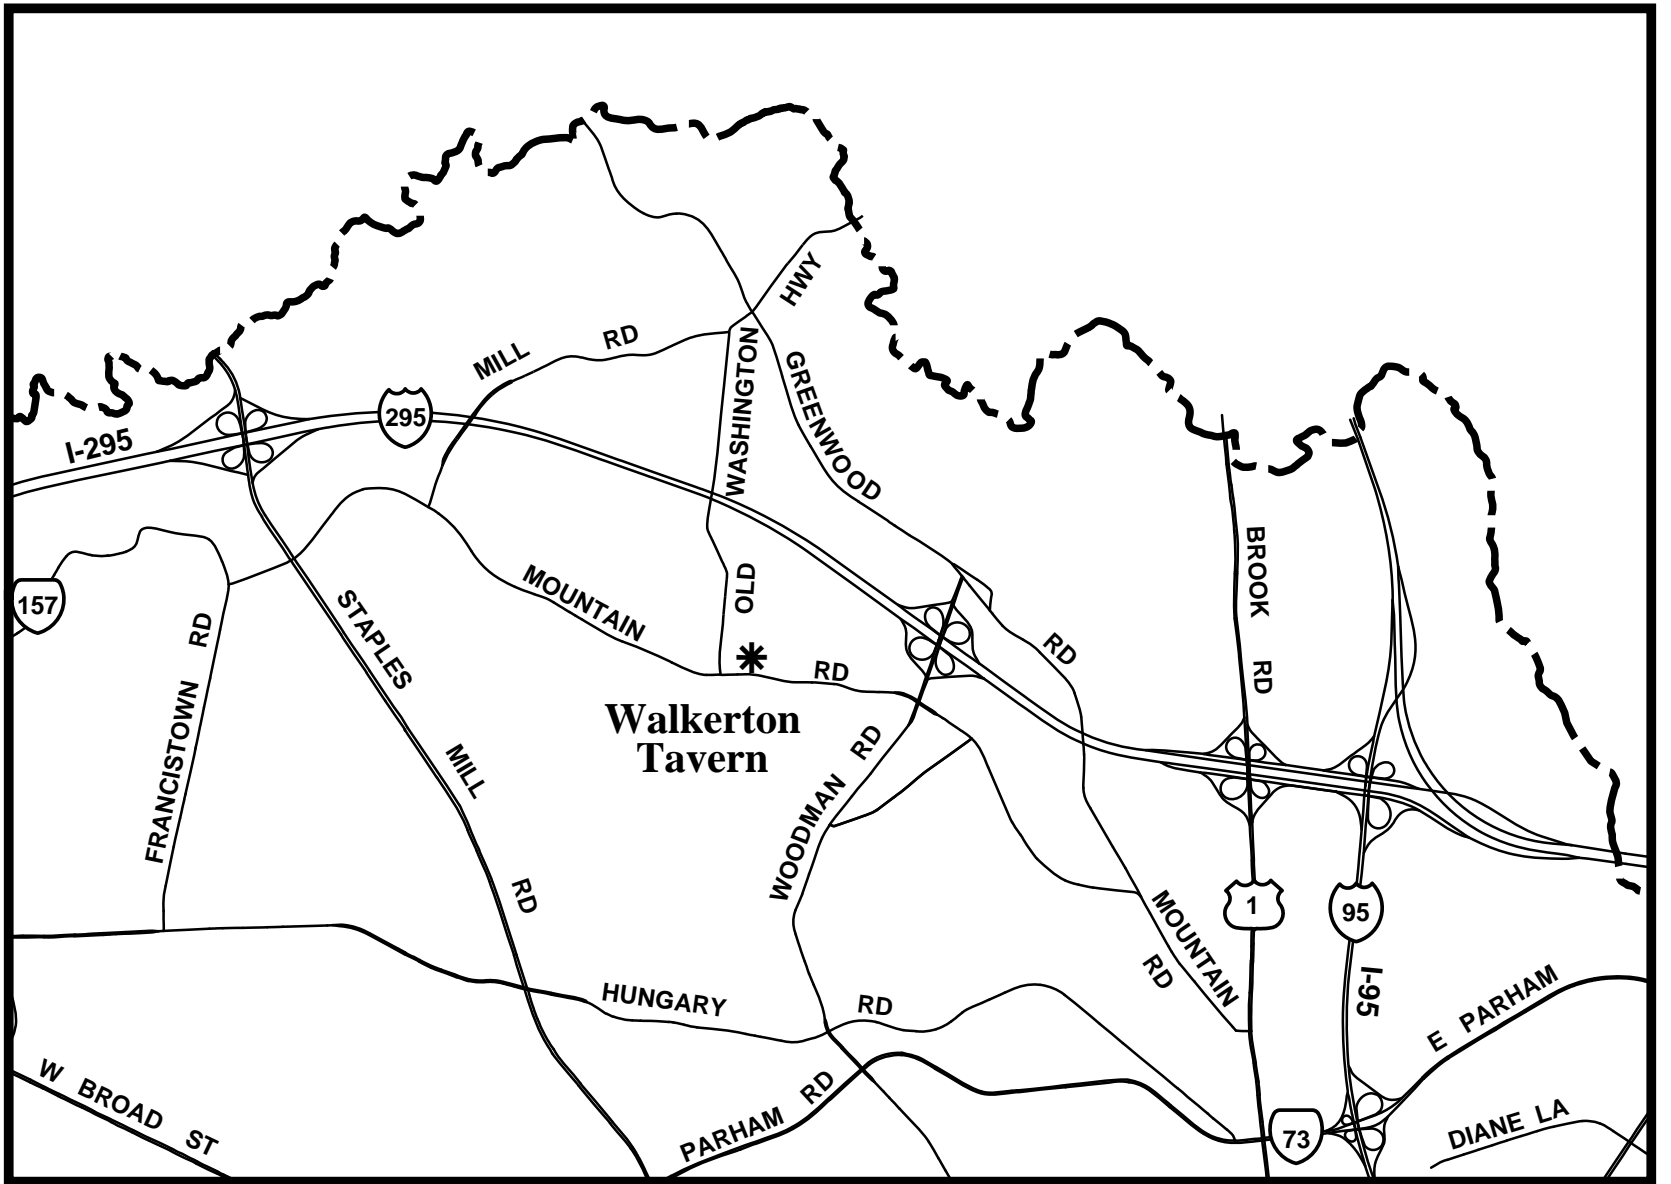 HWY
MILL RD
WASHINGTON
GREENWOOD
295
I-295
BROOK
157
OLD
MOUNTAIN
STAPLES
RD
RD
RD
RD
Walkerton
Tavern
FRANCISTOWN
RD
MILL
WOODMAN
RD
1
95
MOUNTAIN
RD
I-95
HUNGARY RD
E PARHAM
W BROAD ST
PARHAM RD
73
DIANE LA